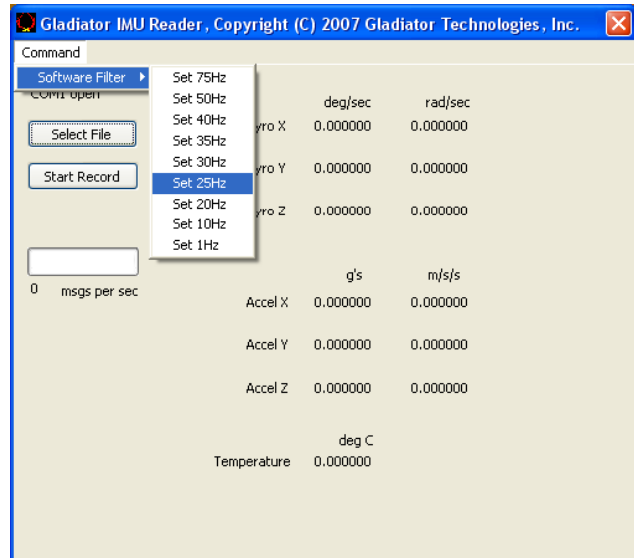 Gladiator IMU Reader, Copyright (C) 2007 Gladiator Technologies, Inc.
Command
Software Filter
Set 75Hz
Set 50Hz
Set 40Hz
Set 35Hz
Set 30Hz
Set 25Hz
Set 20Hz
Set 10Hz
Set 1Hz
COM1 open
Select File
Start Record
0 msgs per sec
deg/sec rad/sec
yro X 0.000000 0.000000
yro Y 0.000000 0.000000
yro Z 0.000000 0.000000
g's m/s/s
Accel X 0.000000 0.000000
Accel Y 0.000000 0.000000
Accel Z 0.000000 0.000000
deg C
Temperature 0.000000